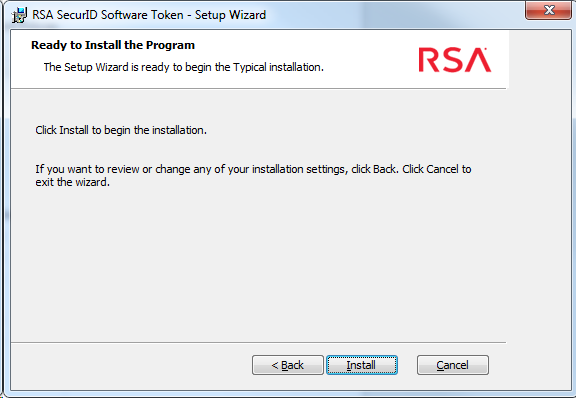 RSA SecurID Software Token - Setup Wizard
Ready to Install the Program
The Setup Wizard is ready to begin the Typical installation.
RSA
Click Install to begin the installation.
If you want to review or change any of your installation settings, click Back. Click Cancel to
exit the wizard.
< Back
Install
Cancel